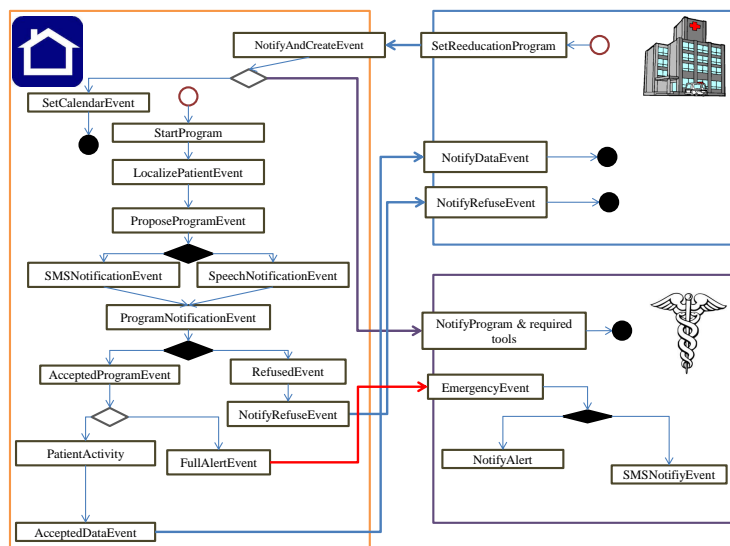 NotifyAndCreateEvent
SetReeducationProgram
SetCalendarEvent
StartProgram
LocalizePatientEvent
NotifyDataEvent
NotifyRefuseEvent
ProposeProgramEvent
SMSNotificationEvent
SpeechNotificationEvent
ProgramNotificationEvent
NotifyProgram & required
tools
AcceptedProgramEvent
RefusedEvent
EmergencyEvent
NotifyRefuseEvent
PatientActivity
FullAlertEvent
NotifyAlert
SMSNotifiyEvent
AcceptedDataEvent